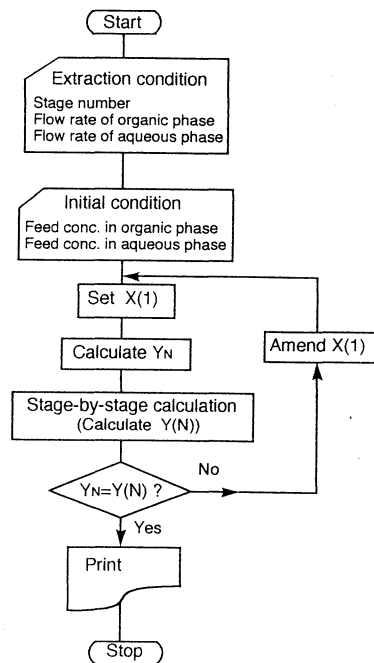 Start
Extraction condition
Stage number
Flow rate of organic phase
Flow rate of aqueous phase
Initial condition
Feed conc. in organic phase
Feed conc. in aqueous phase
Set X(1)
Calculate YN
Amend X(1)
Stage-by-stage calculation
(Calculate Y(N))
No
YN=Y(N) ?
Yes
Print
Stop